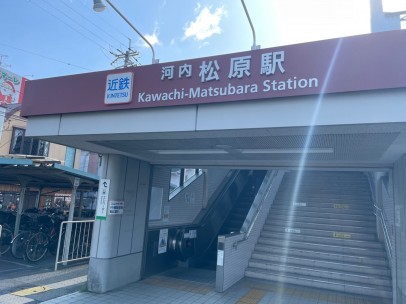 近鉄
KINTETSU
河内 松原駅
Kawachi-Matsubara Station